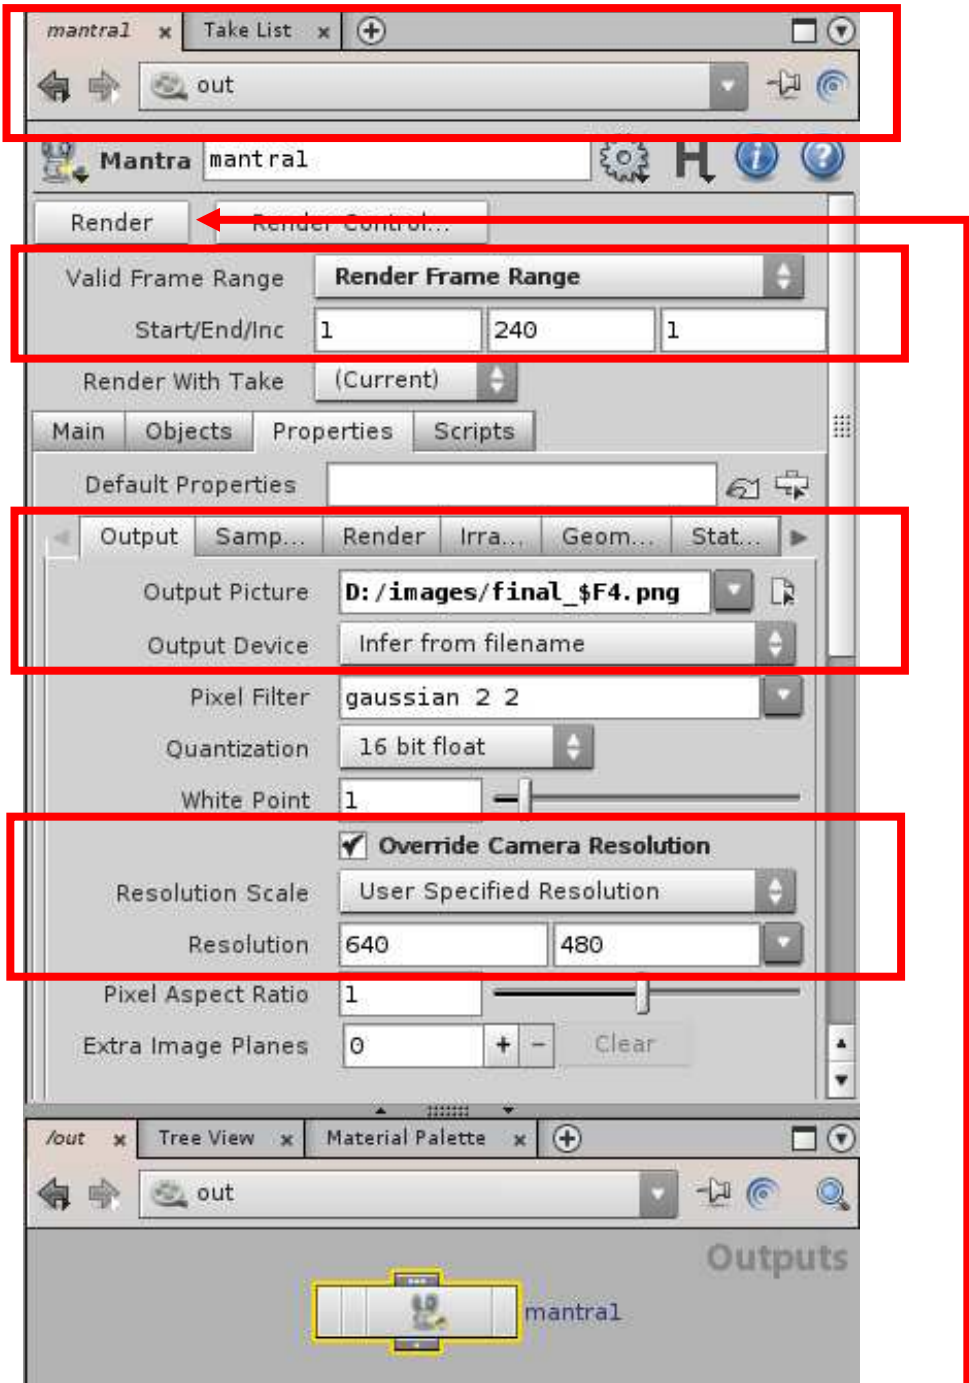 mantra1 Take List
out
Mantra mantra1
Render Render Control...
Valid Frame Range Render Frame Range
Start/End/Inc 1 240 1
Render With Take (Current)
Main Objects Properties Scripts
Default Properties
Output Samp... Render Irra... Geom... Stat...
Output Picture D:/images/final_$F4.png
Output Device Infer from filename
Pixel Filter gaussian 2 2
Quantization 16 bit float
White Point 1
Override Camera Resolution
Resolution Scale User Specified Resolution
Resolution 640 480
Pixel Aspect Ratio 1
Extra Image Planes 0 + - Clear
/out Tree View Material Palette
out
Outputs
mantra1